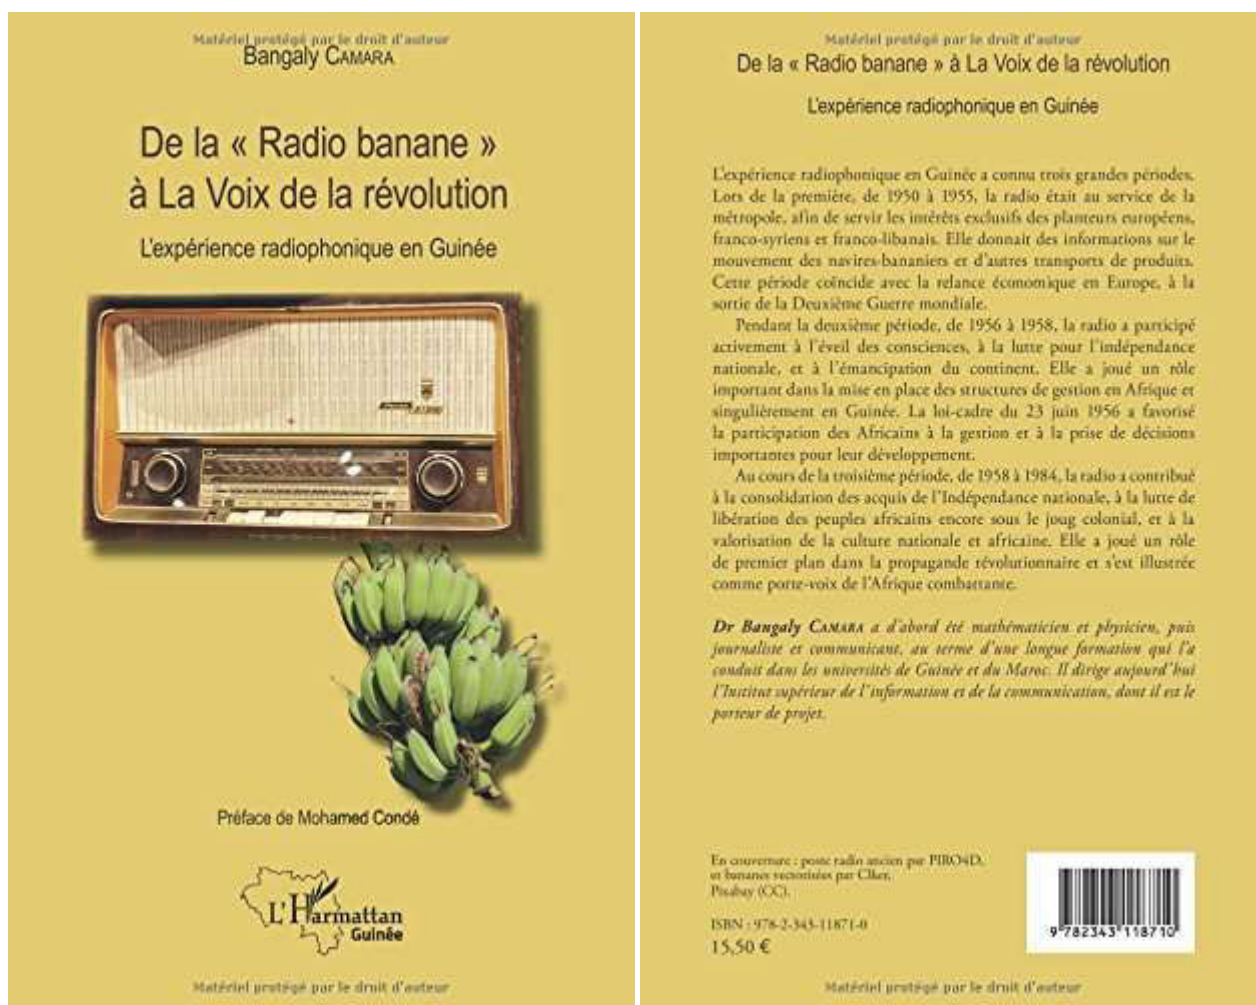 Matériel protégé par le droit d'auteur
Bangaly CAMARA
De la « Radio banane »
à La Voix de la révolution
L'expérience radiophonique en Guinée
Préface de Mohamed Condé
L'Harmattan
Guinée
Matériel protégé par le droit d'auteur
Matériel protégé par le droit d'auteur
De la « Radio banane » à La Voix de la révolution
L'expérience radiophonique en Guinée
L'expérience radiophonique en Guinée a connu trois grandes périodes.
Lors de la première, de 1950 à 1955, la radio était au service de la
métropole, afin de servir les intérêts exclusifs des planteurs européens,
franco-syriens et franco-libanais. Elle donnait des informations sur le
mouvement des navires-bananiers et d'autres transports de produits.
Cette période coïncide avec la relance économique en Europe, à la
sortie de la Deuxième Guerre mondiale.
Pendant la deuxième période, de 1956 à 1958, la radio a participé
activement à l'éveil des consciences, à la lutte pour l'indépendance
nationale, et à l'émancipation du continent. Elle a joué un rôle
important dans la mise en place des structures de gestion en Afrique et
singulièrement en Guinée. La loi-cadre du 23 juin 1956 a favorisé
la participation des Africains à la gestion et à la prise de décisions
importantes pour leur développement.
Au cours de la troisième période, de 1958 à 1984, la radio a contribué
à la consolidation des acquis de l'Indépendance nationale, à la lutte de
libération des peuples africains encore sous le joug colonial, et à la
valorisation de la culture nationale et africaine. Elle a joué un rôle
de premier plan dans la propagande révolutionnaire et s'est illustrée
comme porte-voix de l'Afrique combattante.
Dr Bangaly CAMARA a d'abord été mathématicien et physicien, puis
journaliste et communicant, au terme d'une longue formation qui l'a
conduit dans les universités de Guinée et du Maroc. Il dirige aujourd'hui
l'Institut supérieur de l'information et de la communication, dont il est le
porteur de projet.
En couverture : poste radio ancien par PIRO4D,
et bananes vectorisées par Clker,
Pixabay (CC).
ISBN : 978-2-343-11871-0
15,50 €
9 782343 118710
Matériel protégé par le droit d'auteur